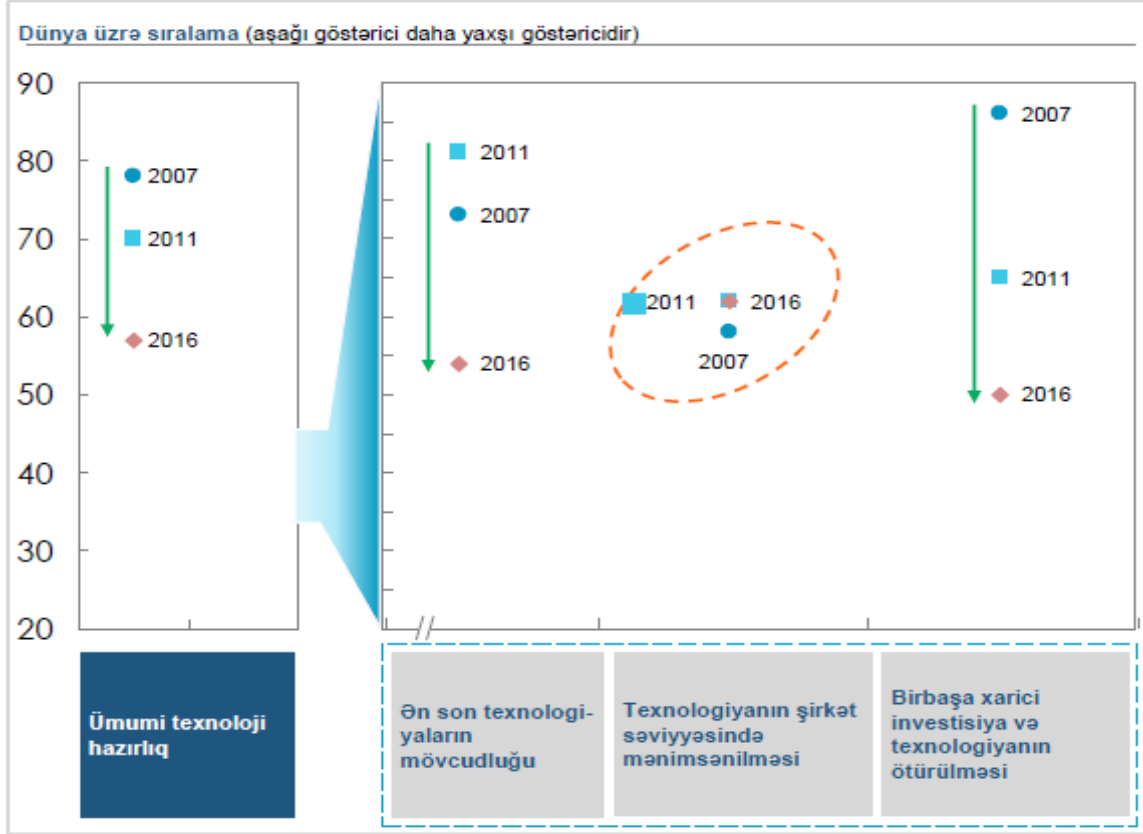 Dünya üzrə sıralama (aşağı göstərici daha yaxşı göstəricidir)
90
80
70
60
50
40
30
20
2007
2011
2016
2011
2007
2016
2011
2016
2007
2007
2011
2016
Ümumi texnoloji
hazırlıq
Ən son texnologi-
yaların
mövcudluğu
Texnologiyanın şirkət
səviyyəsində
mənimsənilməsi
Birbaşa xarici
investisiya və
texnologiyanın
ötürülməsi